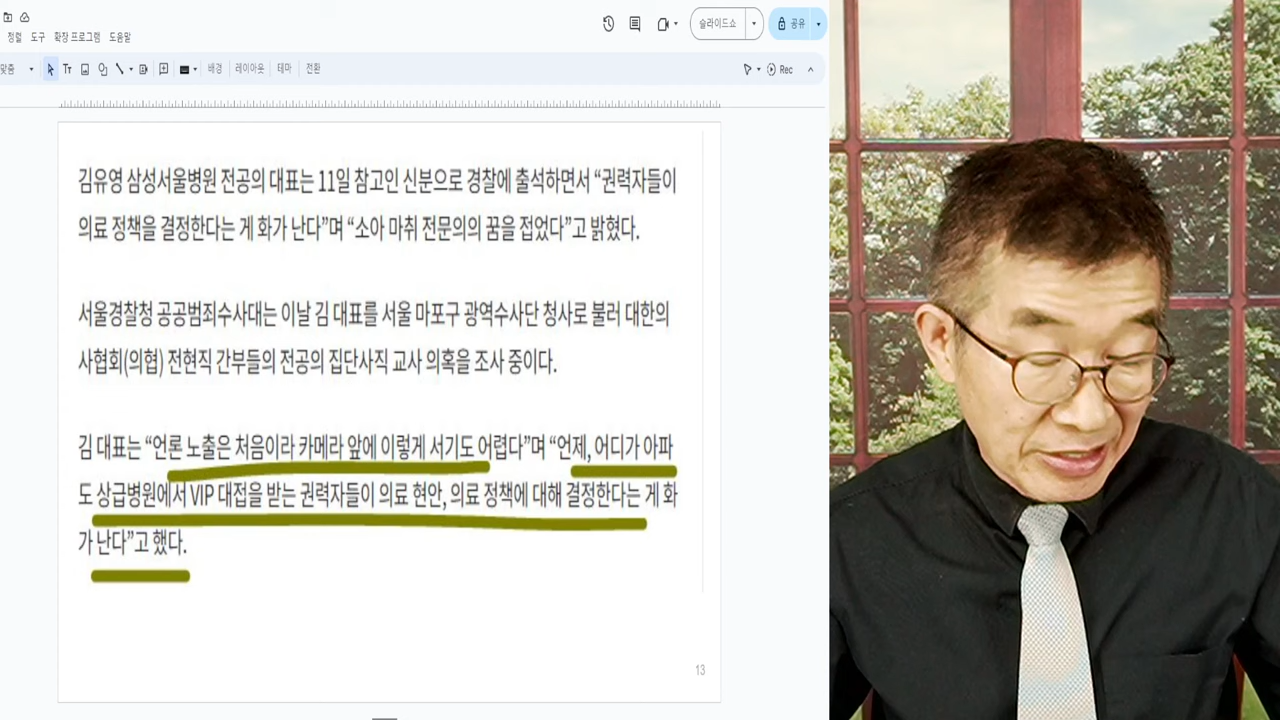 정렬 도구 확장 프로그램 도움말
슬라이드쇼
공유
맞춤
배경 레이아웃 테마 전환
Rec
김유영 삼성서울병원 전공의 대표는 11일 참고인 신분으로 경찰에 출석하면서 “권력자들이
의료 정책을 결정한다는 게 화가 난다”며 “소아 마취 전문의의 꿈을 접었다”고 밝혔다.
서울경찰청 공공범죄수사대는 이날 김 대표를 서울 마포구 광역수사단 청사로 불러 대한의
사협회(의협) 전현직 간부들의 전공의 집단사직 교사 의혹을 조사 중이다.
김 대표는 “언론 노출은 처음이라 카메라 앞에 이렇게 서기도 어렵다”며 “언제, 어디가 아파
도 상급병원에서 VIP 대접을 받는 권력자들이 의료 현안, 의료 정책에 대해 결정한다는 게 화
가 난다”고 했다.
13